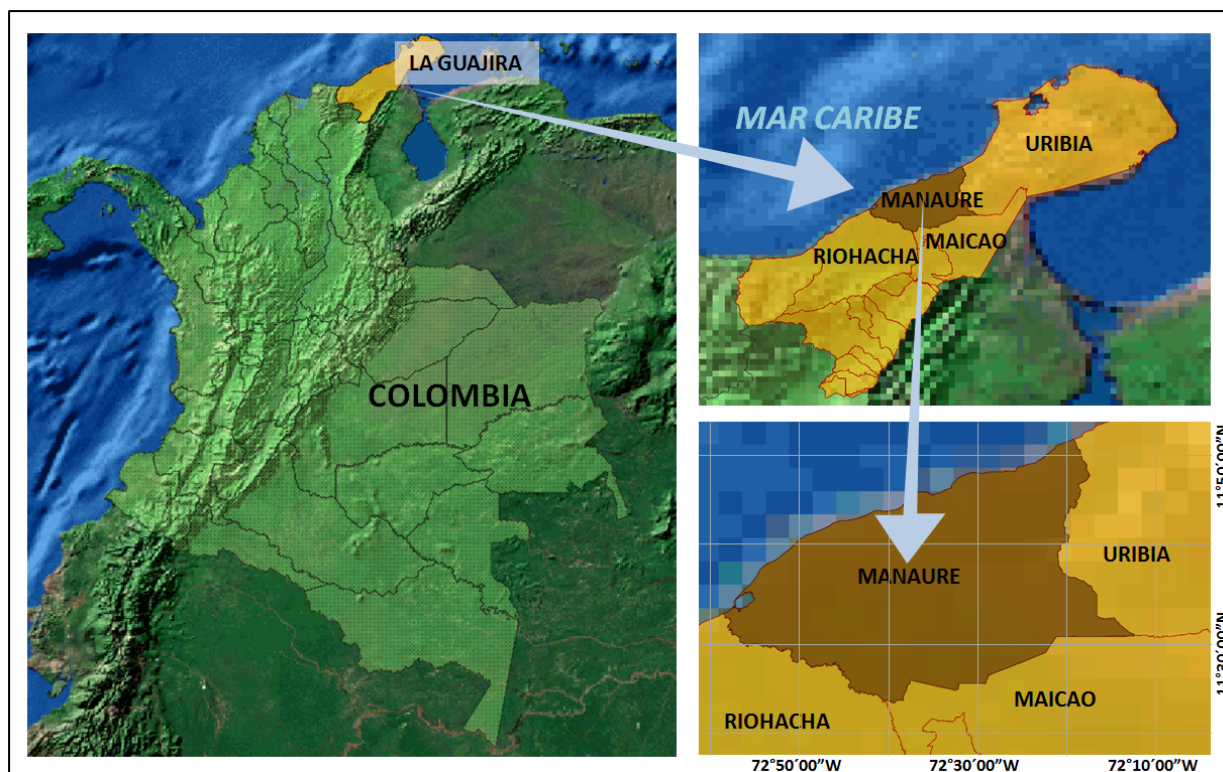 LA GUAJIRA
COLOMBIA
MAR CARIBE
URIBIA
MANAURE
MAICAO
RIOHACHA
MANAURE
URIBIA
MAICAO
RIOHACHA
11°50´00”N
11°30´00”N
72°50´00”W
72°30´00”W
72°10´00”W